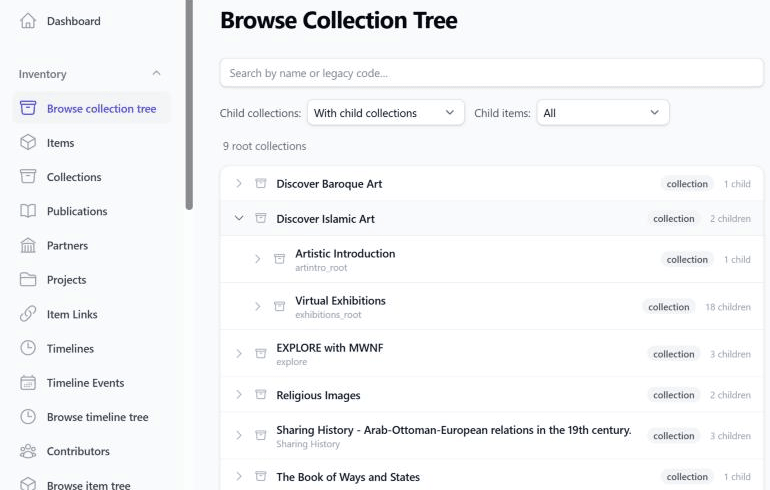 Dashboard
Inventory
Browse collection tree
Items
Collections
Publications
Partners
Projects
Item Links
Timelines
Timeline Events
Browse timeline tree
Contributors
Browse item tree
Browse Collection Tree
Search by name or legacy code...
Child collections: With child collections Child items: All
9 root collections
Discover Baroque Art collection 1 child
Discover Islamic Art collection 2 children
Artistic Introduction collection 1 child
artintro_root
Virtual Exhibitions collection 18 children
exhibitions_root
EXPLORE with MWNF collection 3 children
explore
Religious Images collection 2 children
Sharing History - Arab-Ottoman-European relations in the 19th century. collection 3 children
Sharing History
The Book of Ways and States collection 1 child